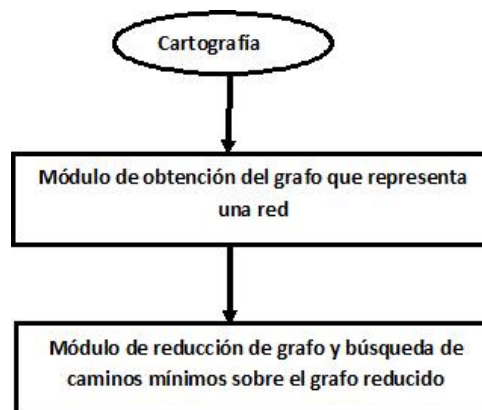 Cartografía
Módulo de obtención del grafo que representa
una red
Módulo de reducción de grafo y búsqueda de
caminos mínimos sobre el grafo reducido